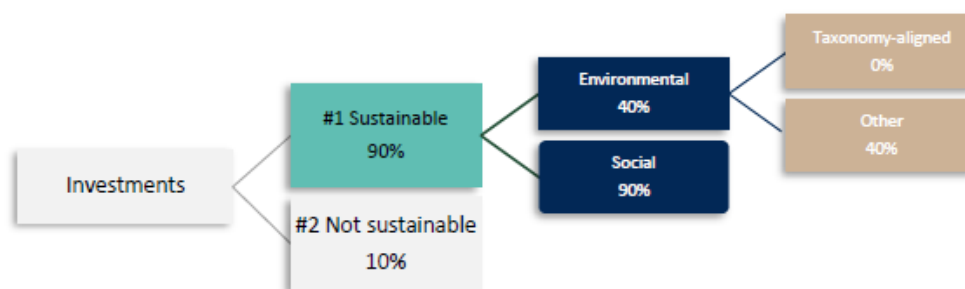 Investments
#1 Sustainable
90%
#2 Not sustainable
10%
Environmental
40%
Social
90%
Taxonomy-aligned
0%
Other
40%